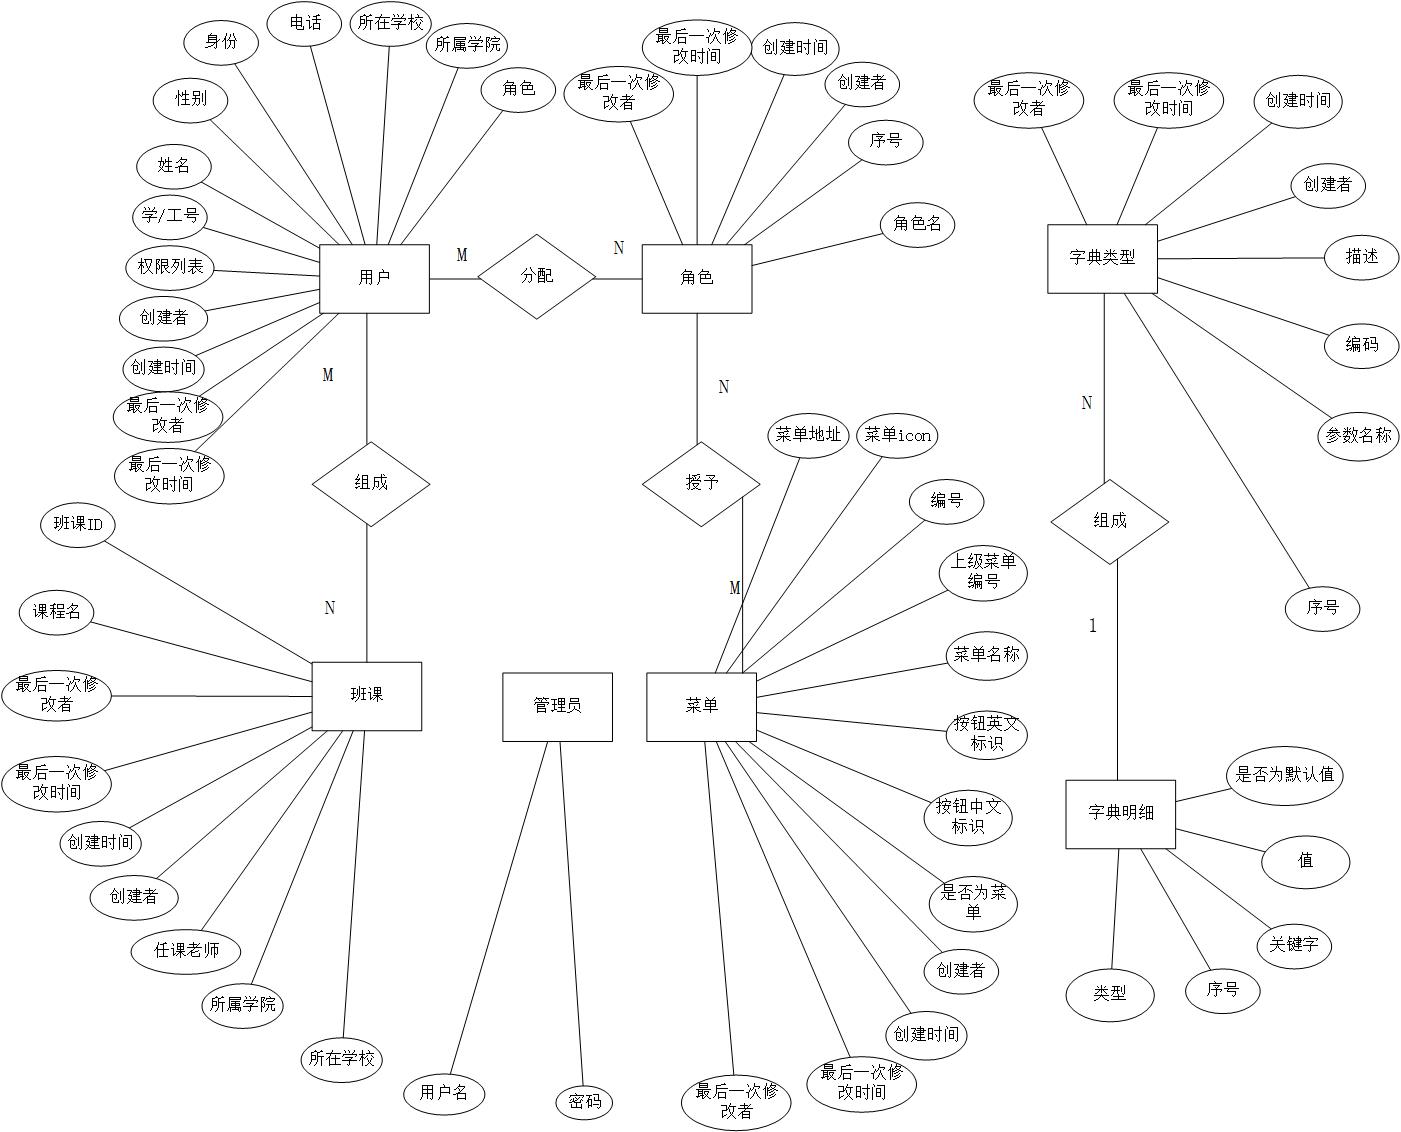 电话
所在学校
身份
所属学院
性别
角色
姓名
学/工号
权限列表
创建者
创建时间
最后一次修
改者
最后一次修
改时间
用户
M
分配
N
角色
最后一次修
改者
最后一次修
改时间
创建时间
创建者
序号
角色名
最后一次修
改者
最后一次修
改时间
创建时间
创建者
描述
编码
参数名称
序号
字典类型
N
组成
1
字典明细
是否为默认值
值
关键字
序号
类型
M
组成
N
班课
班课ID
课程名
最后一次修
改者
最后一次修
改时间
创建时间
创建者
任课老师
所属学院
所在学校
管理员
用户名
密码
N
授予
M
菜单
菜单地址
菜单icon
编号
上级菜单
编号
菜单名称
按钮英文
标识
按钮中文
标识
是否为菜
单
创建者
创建时间
最后一次修
改时间
最后一次修
改者